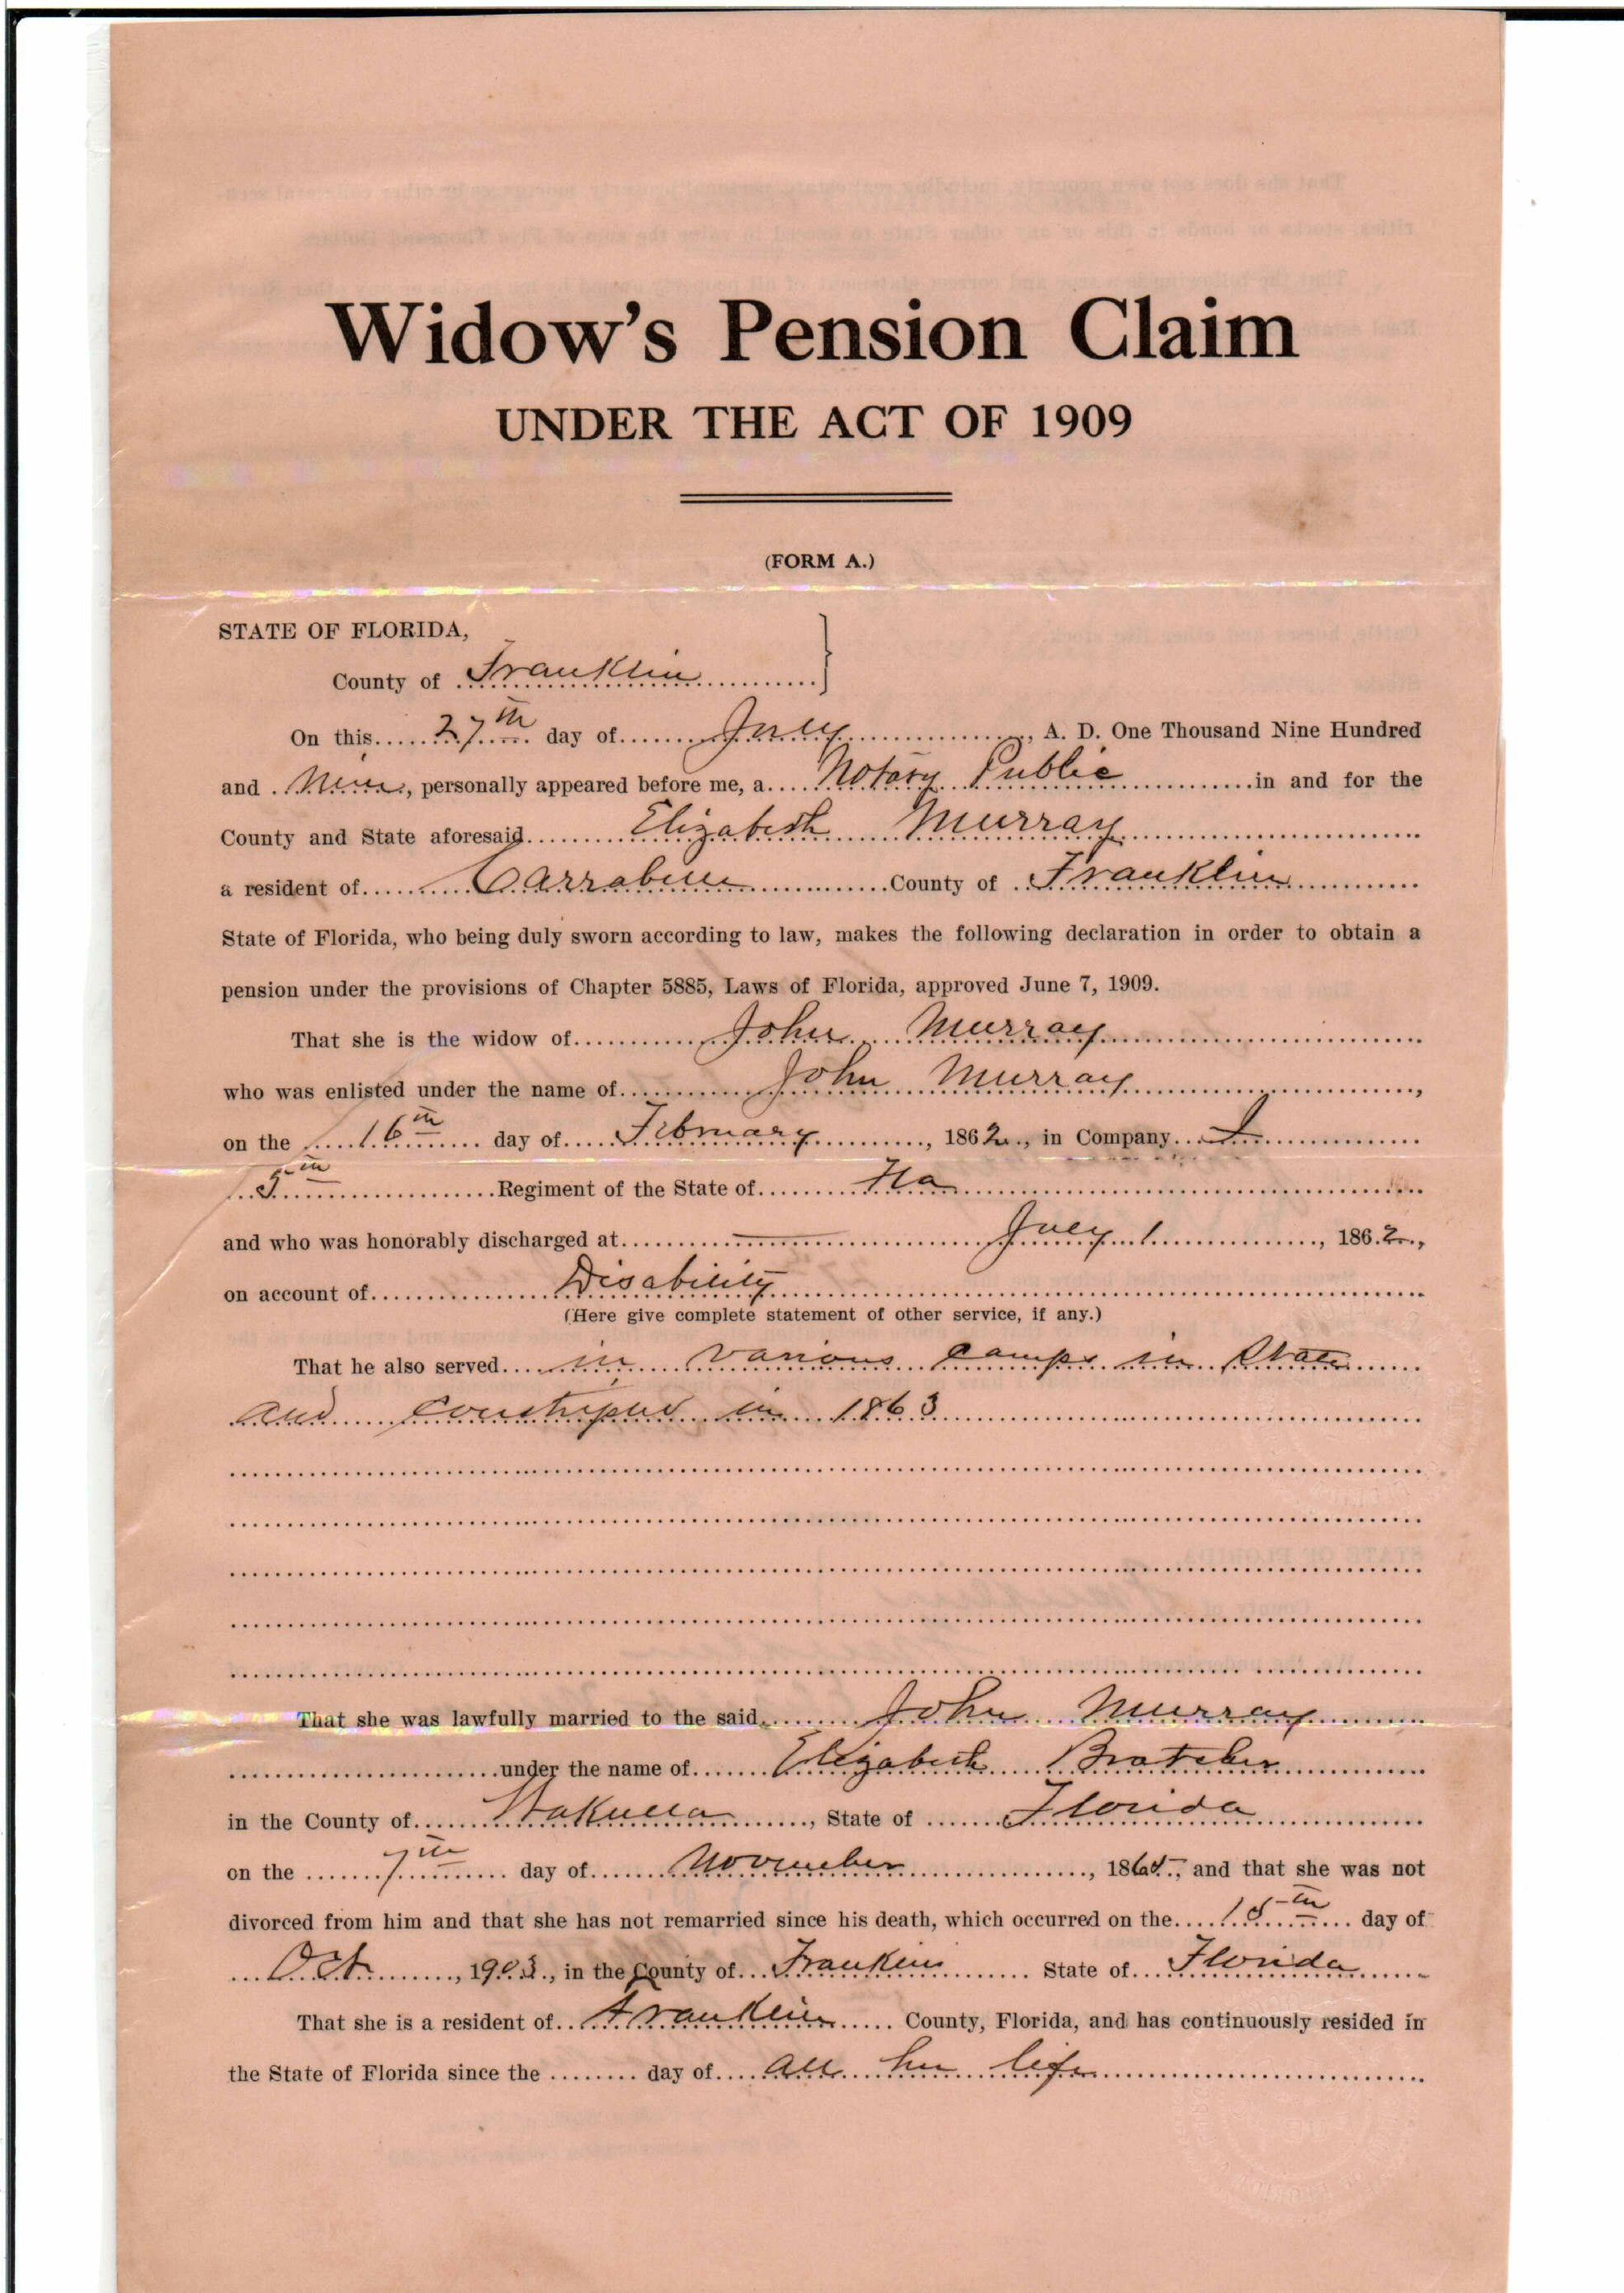 Widow's Pension Claim
UNDER THE ACT OF 1909
(FORM A.)
STATE OF FLORIDA,
County of Franklin
On this 27th day of July, A. D. One Thousand Nine Hundred
and Nine, personally appeared before me, a Notary Public in and for the
County and State aforesaid Elizabeth Murray
a resident of Carrabelle County of Franklin
State of Florida, who being duly sworn according to law, makes the following declaration in order to obtain a
pension under the provisions of Chapter 5885, Laws of Florida, approved June 7, 1909.
That she is the widow of John Murray
who was enlisted under the name of John Murray,
on the 16th day of February, 1862, in Company I
5th Regiment of the State of Fla
and who was honorably discharged at July 1, 1862,
on account of Disability
(Here give complete statement of other service, if any.)
That he also served in various camps in State
and in 1863
That she was lawfully married to the said John Murray
under the name of Elizabeth Bratcher
in the County of Wakulla, State of Florida
on the 7th day of November, and that she was not
divorced from him and that she has not remarried since his death, which occurred on the 15th day of
Oct, 1903, in the County of Franklin State of Florida
That she is a resident of Franklin County, Florida, and has continuously resided in
the State of Florida since the day of all her life